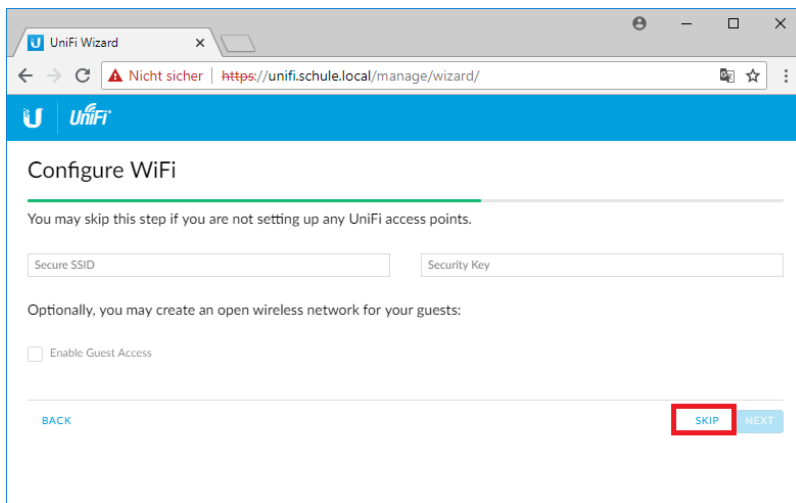 UniFi Wizard
Nicht sicher | https://unifi.schule.local/manage/wizard/
U UniFi
Configure WiFi
You may skip this step if you are not setting up any UniFi access points.
Secure SSID Security Key
Optionally, you may create an open wireless network for your guests:
Enable Guest Access
BACK SKIP NEXT